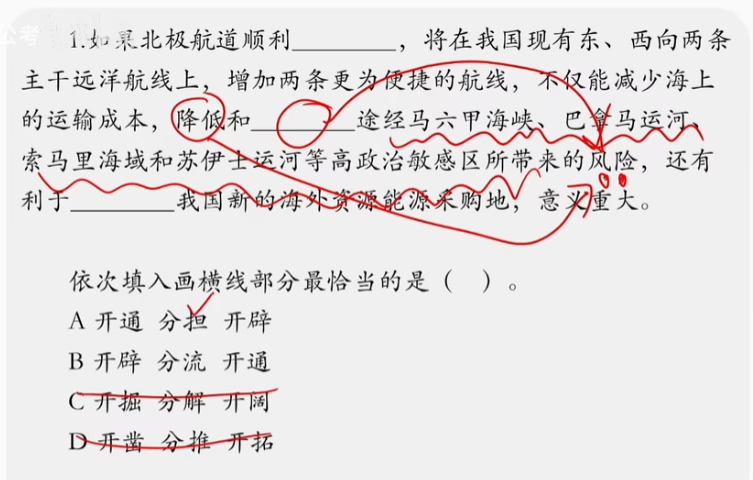 公考
1.如果北极航道顺利________，将在我国现有东、西向两条
主干远洋航线上，增加两条更为便捷的航线，不仅能减少海上
的运输成本，降低和________途经马六甲海峡、巴拿马运河、
索马里海域和苏伊士运河等高政治敏感区所带来的风险，还有
利于________我国新的海外资源能源采购地，意义重大。
依次填入画横线部分最恰当的是（ ）。
A 开通 分担 开辟
B 开辟 分流 开通
C 开掘 分解 开阔
D 开凿 分推 开拓